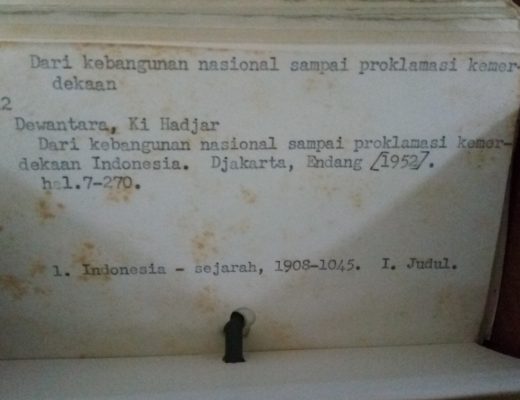 Dari kebangunan nasional sampai proklamasi kemer-
dekaan
2
Dewantara, Ki Hadjar
Dari kebangunan nasional sampai proklamasi kemer-
dekaan Indonesia. Djakarta, Endang [1952].
hal.7-270.
1. Indonesia - sejarah, 1908-1045. I. Judul.